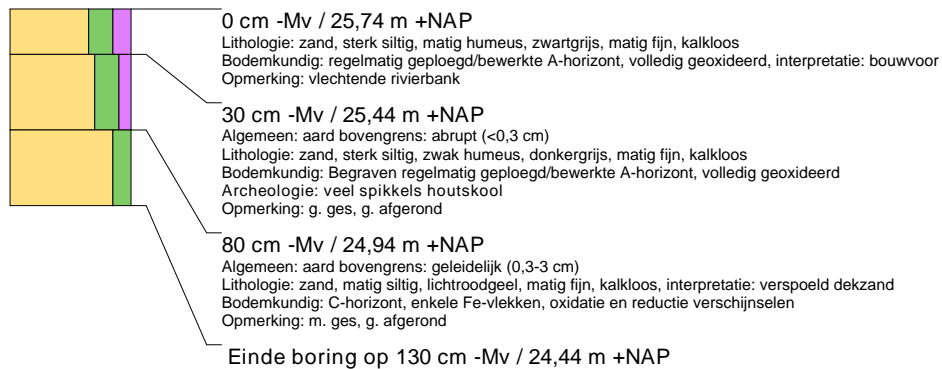 0 cm -Mv / 25,74 m +NAP
Lithologie: zand, sterk siltig, matig humeus, zwartgrijs, matig fijn, kalkloos
Bodemkundig: regelmatig geploegd/bewerkte A-horizont, volledig geoxideerd, interpretatie: bouwvoor
Opmerking: vlechtende rivierbank
30 cm -Mv / 25,44 m +NAP
Algemeen: aard bovengrens: abrupt (<0,3 cm)
Lithologie: zand, sterk siltig, zwak humeus, donkergrijs, matig fijn, kalkloos
Bodemkundig: Begraven regelmatig geploegd/bewerkte A-horizont, volledig geoxideerd
Archeologie: veel spikkels houtskool
Opmerking: g. ges, g. afgerond
80 cm -Mv / 24,94 m +NAP
Algemeen: aard bovengrens: geleidelijk (0,3-3 cm)
Lithologie: zand, matig siltig, lichtroodgeel, matig fijn, kalkloos, interpretatie: verspoeld dekzand
Bodemkundig: C-horizont, enkele Fe-vlekken, oxidatie en reductie verschijnselen
Opmerking: m. ges, g. afgerond
Einde boring op 130 cm -Mv / 24,44 m +NAP